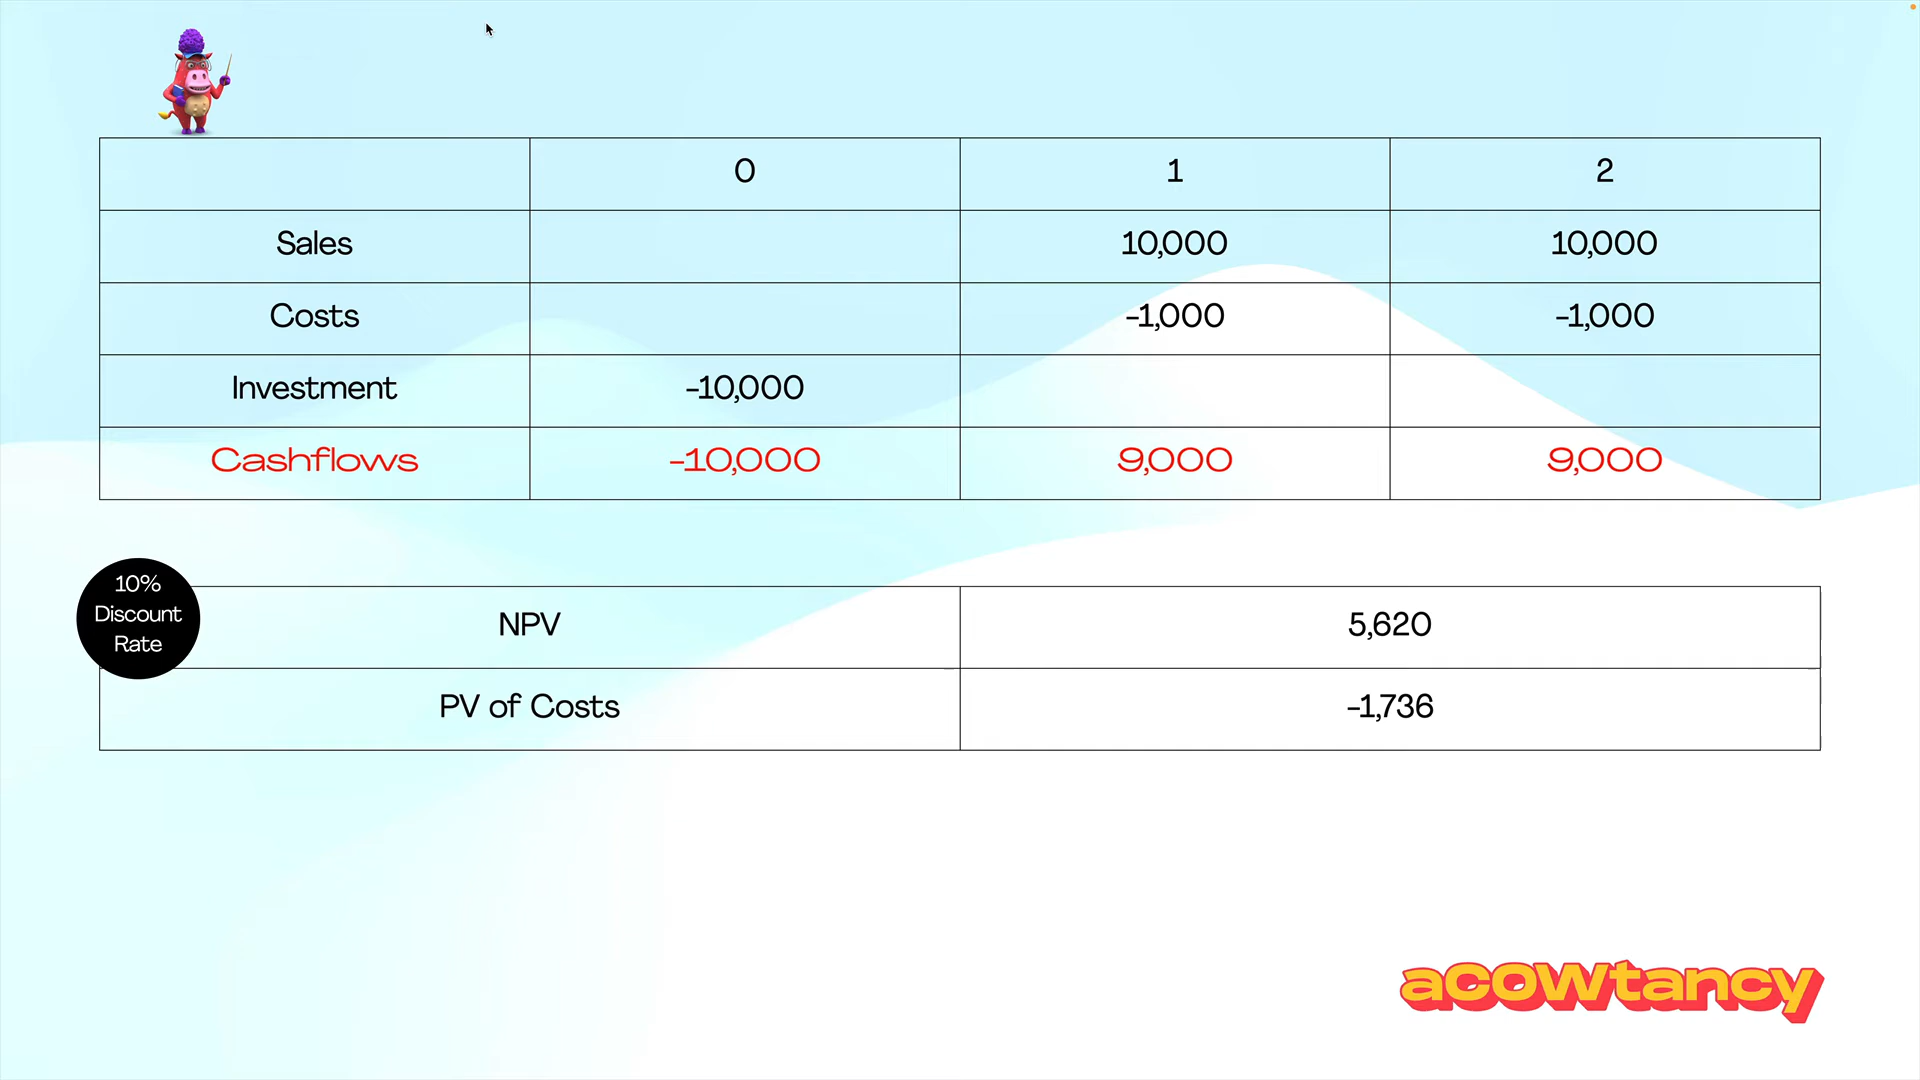 0 1 2
Sales 10,000 10,000
Costs -1,000 -1,000
Investment -10,000
Cashflows -10,000 9,000 9,000
10%
Discount
Rate
NPV 5,620
PV of Costs -1,736
acowtancy